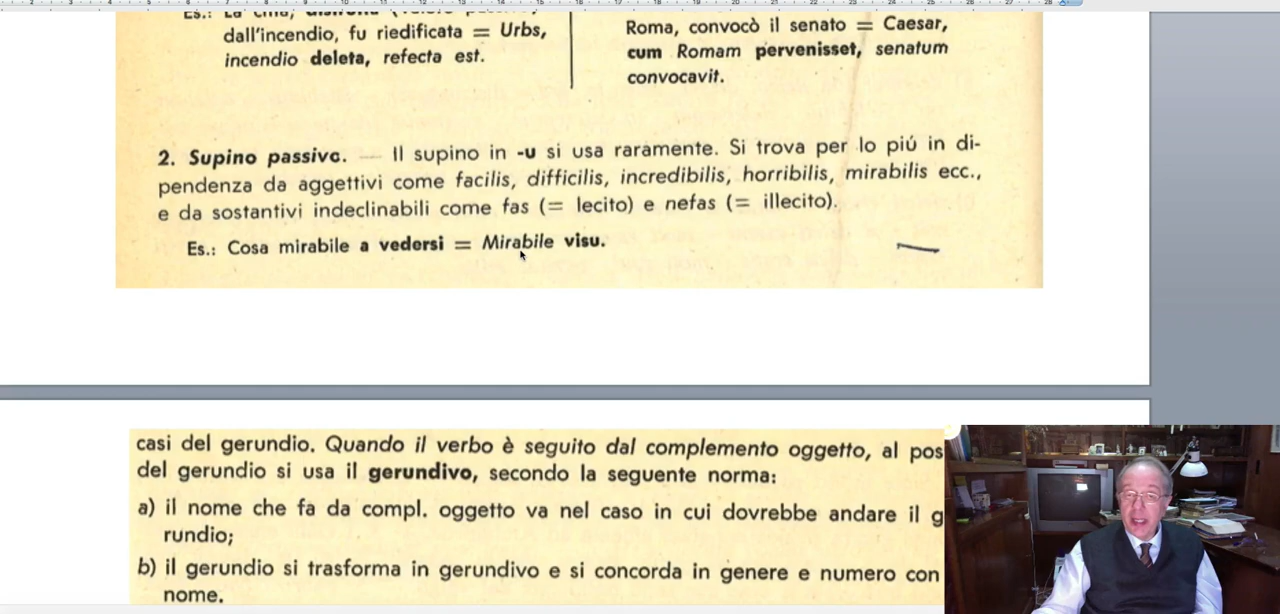 dall'incendio, fu riedificata = Urbs,
incendio deleta, refecta est.
Roma, convocò il senato = Caesar,
cum Romam pervenisset, senatum
convocavit.
2. Supino passivo. — Il supino in -u si usa raramente. Si trova per lo piú in di-
pendenza da aggettivi come facilis, difficilis, incredibilis, horribilis, mirabilis ecc.,
e da sostantivi indeclinabili come fas (= lecito) e nefas (= illecito).
Es.: Cosa mirabile a vedersi = Mirabile visu.
casi del gerundio. Quando il verbo è seguito dal complemento oggetto, al pos
del gerundio si usa il gerundivo, secondo la seguente norma:
a) il nome che fa da compl. oggetto va nel caso in cui dovrebbe andare il g
rundio;
b) il gerundio si trasforma in gerundivo e si concorda in genere e numero con
nome.